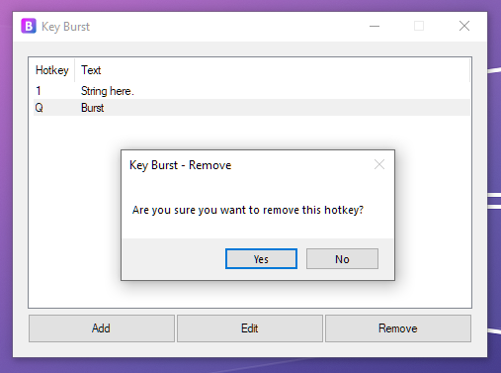 B Key Burst
Hotkey Text
1 String here.
Q Burst
Key Burst - Remove
Are you sure you want to remove this hotkey?
Yes No
Add Edit Remove